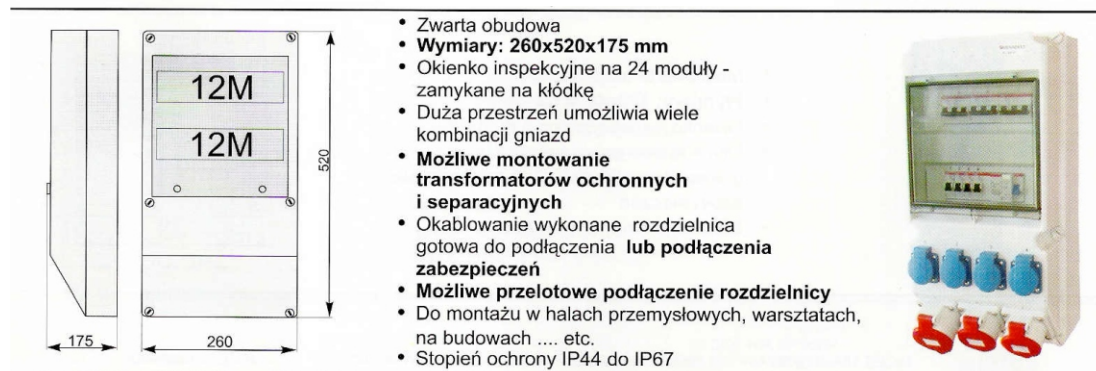 12M
12M
520
175
260
• Zwarta obudowa
• Wymiary: 260x520x175 mm
• Okienko inspekcyjne na 24 moduły -
zamykane na kłódkę
• Duża przestrzeń umożliwia wiele
kombinacji gniazd
• Możliwe montowanie
transformatorów ochronnych
i separacyjnych
• Okablowanie wykonane rozdzielnica
gotowa do podłączenia lub podłączenia
zabezpieczeń
• Możliwe przelotowe podłączenie rozdzielnicy
• Do montażu w halach przemysłowych, warsztatach,
na budowach .... etc.
• Stopień ochrony IP44 do IP67